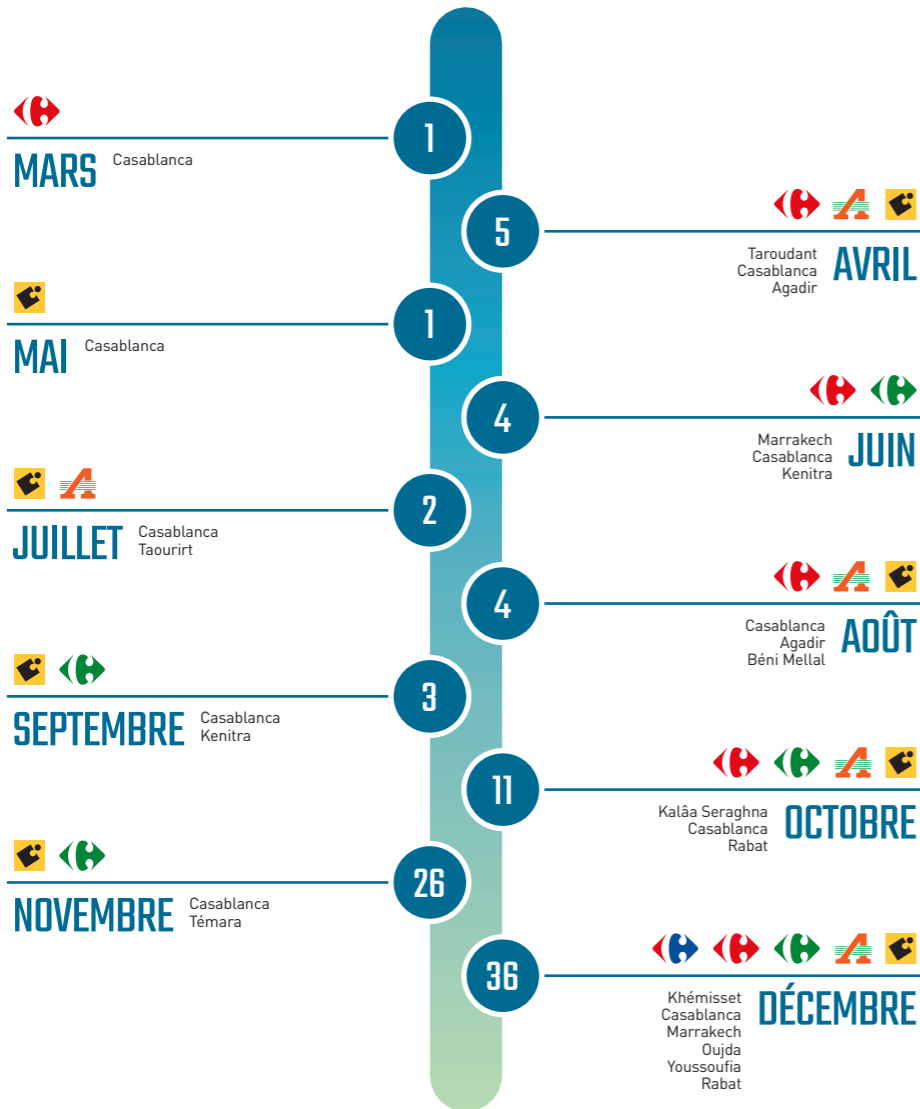 1
MARS
Casablanca
5
AVRIL
Taroudant
Casablanca
Agadir
1
MAI
Casablanca
4
JUIN
Marrakech
Casablanca
Kenitra
2
JUILLET
Casablanca
Taourirt
4
AOÛT
Casablanca
Agadir
Béni Mellal
3
SEPTEMBRE
Casablanca
Kenitra
11
OCTOBRE
Kalâa Seraghna
Casablanca
Rabat
26
NOVEMBRE
Casablanca
Témara
36
DÉCEMBRE
Khémisset
Casablanca
Marrakech
Oujda
Youssoufia
Rabat